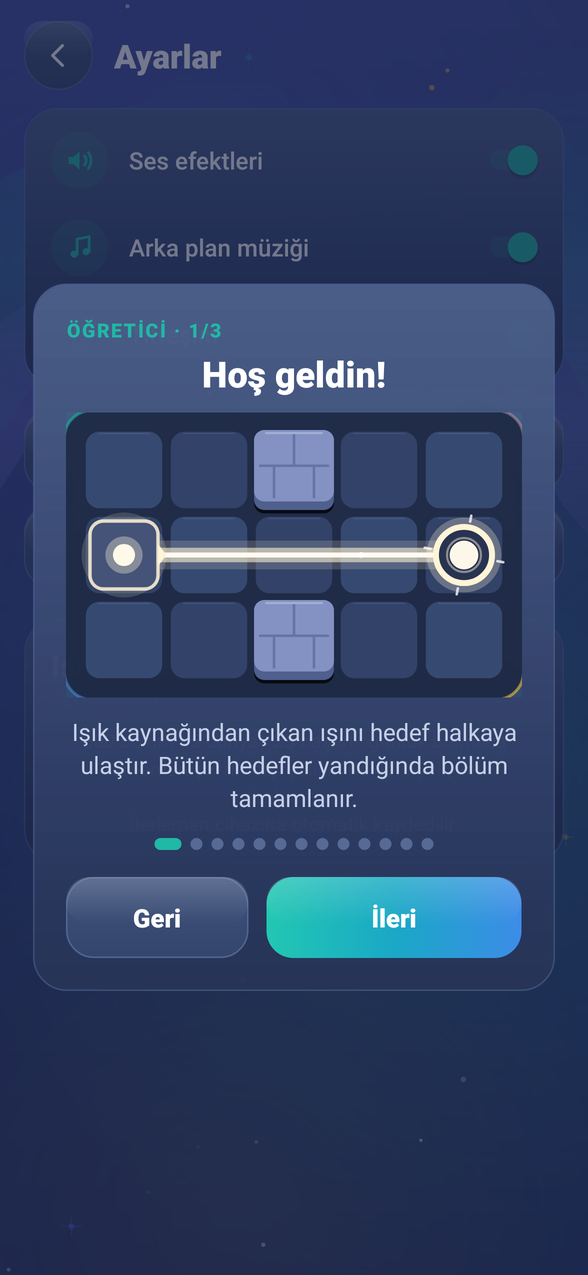 Ayarlar
Ses efektleri
Arka plan müziği
ÖĞRETİCİ · 1/3
Hoş geldin!
Işık kaynağından çıkan ışını hedef halkaya
ulaştır. Bütün hedefler yandığında bölüm
tamamlanır.
Geri
İleri